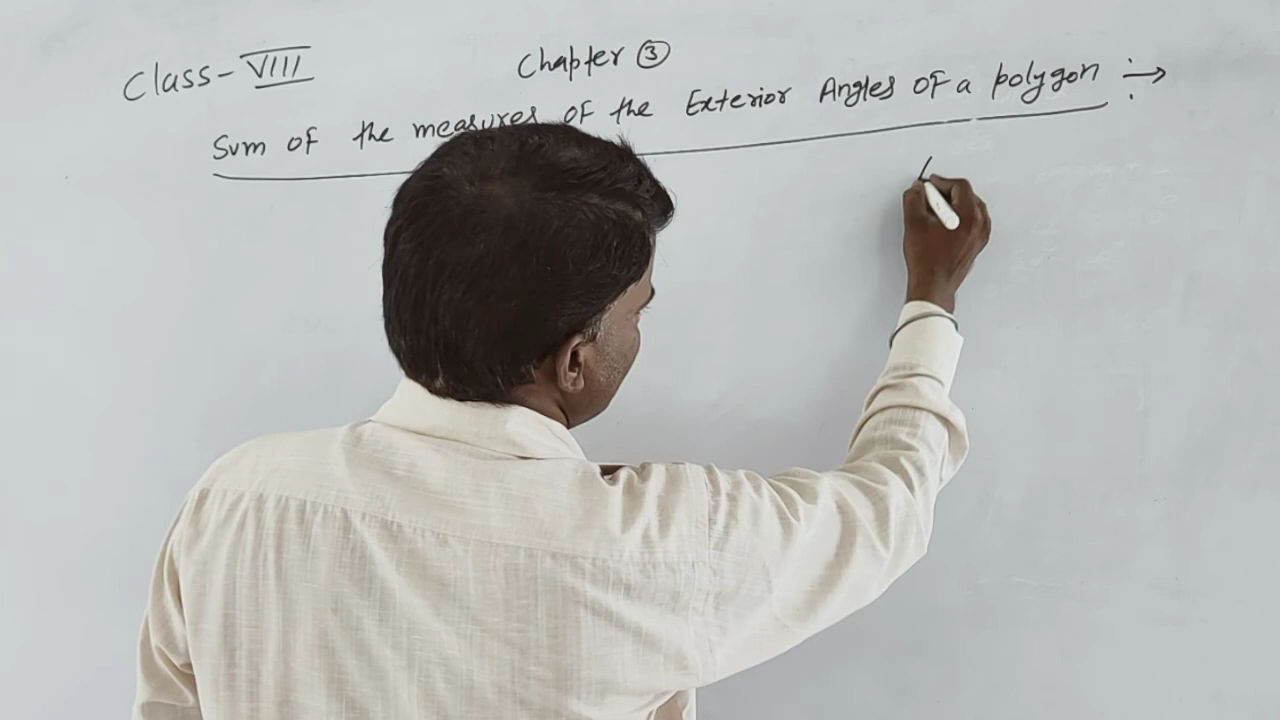 Class - VIII
Chapter ③
Sum of the measures of the Exterior Angles of a polygon :→